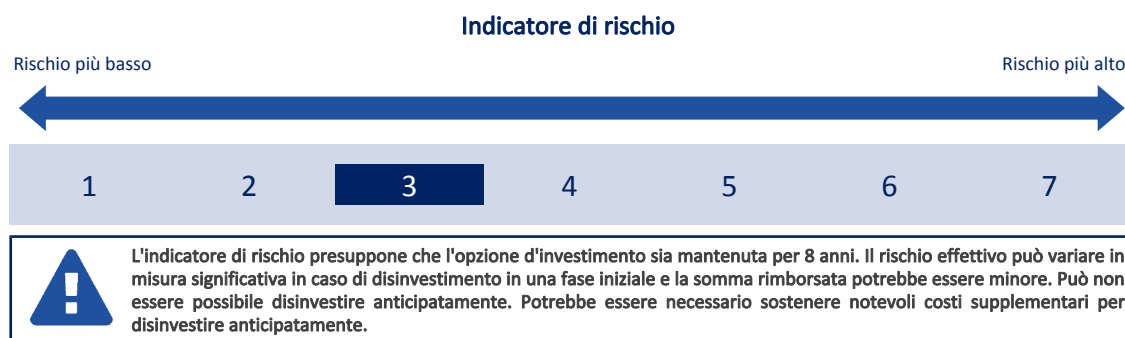 Indicatore di rischio
Rischio più basso
Rischio più alto
1 2 3 4 5 6 7
L'indicatore di rischio presuppone che l'opzione d'investimento sia mantenuta per 8 anni. Il rischio effettivo può variare in
misura significativa in caso di disinvestimento in una fase iniziale e la somma rimborsata potrebbe essere minore. Può non
essere possibile disinvestire anticipatamente. Potrebbe essere necessario sostenere notevoli costi supplementari per
disinvestire anticipatamente.